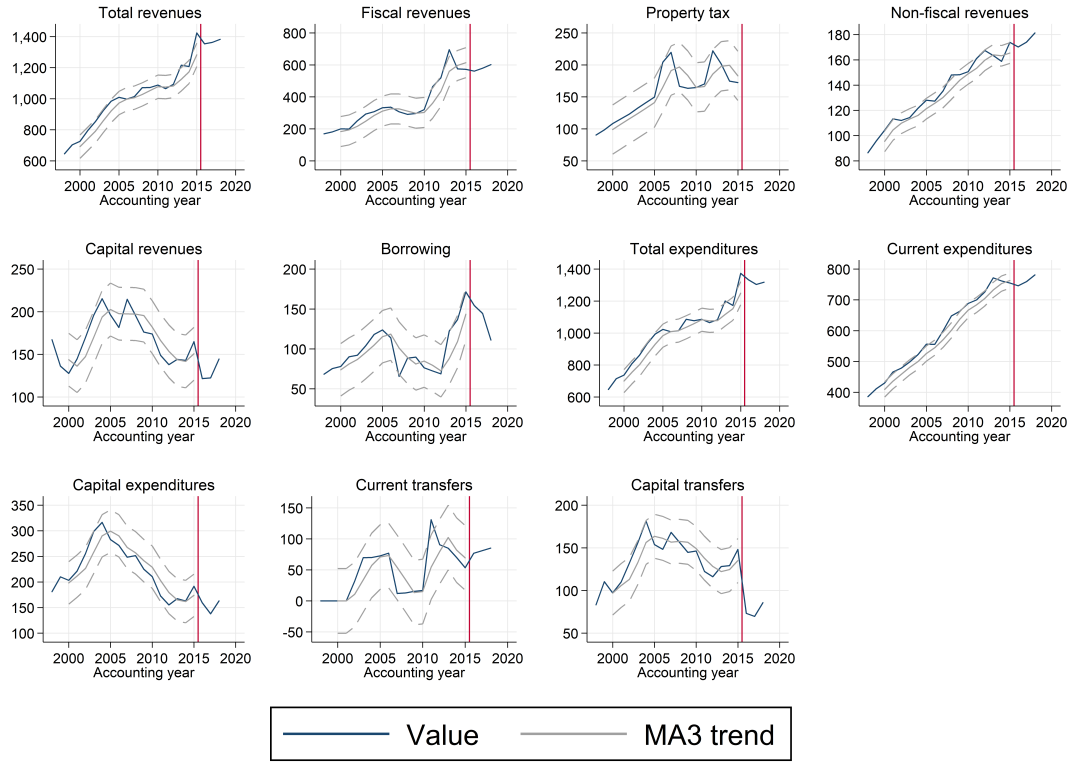 Total revenues
1,400
1,200
1,000
800
600
2000 2005 2010 2015 2020
Accounting year
Fiscal revenues
800
600
400
200
0
2000 2005 2010 2015 2020
Accounting year
Property tax
250
200
150
100
50
2000 2005 2010 2015 2020
Accounting year
Non-fiscal revenues
180
160
140
120
100
80
2000 2005 2010 2015 2020
Accounting year
Capital revenues
250
200
150
100
2000 2005 2010 2015 2020
Accounting year
Borrowing
200
150
100
50
2000 2005 2010 2015 2020
Accounting year
Total expenditures
1,400
1,200
1,000
800
600
2000 2005 2010 2015 2020
Accounting year
Current expenditures
800
700
600
500
400
2000 2005 2010 2015 2020
Accounting year
Capital expenditures
350
300
250
200
150
100
2000 2005 2010 2015 2020
Accounting year
Current transfers
150
100
50
0
-50
2000 2005 2010 2015 2020
Accounting year
Capital transfers
200
150
100
50
2000 2005 2010 2015 2020
Accounting year
Value MA3 trend